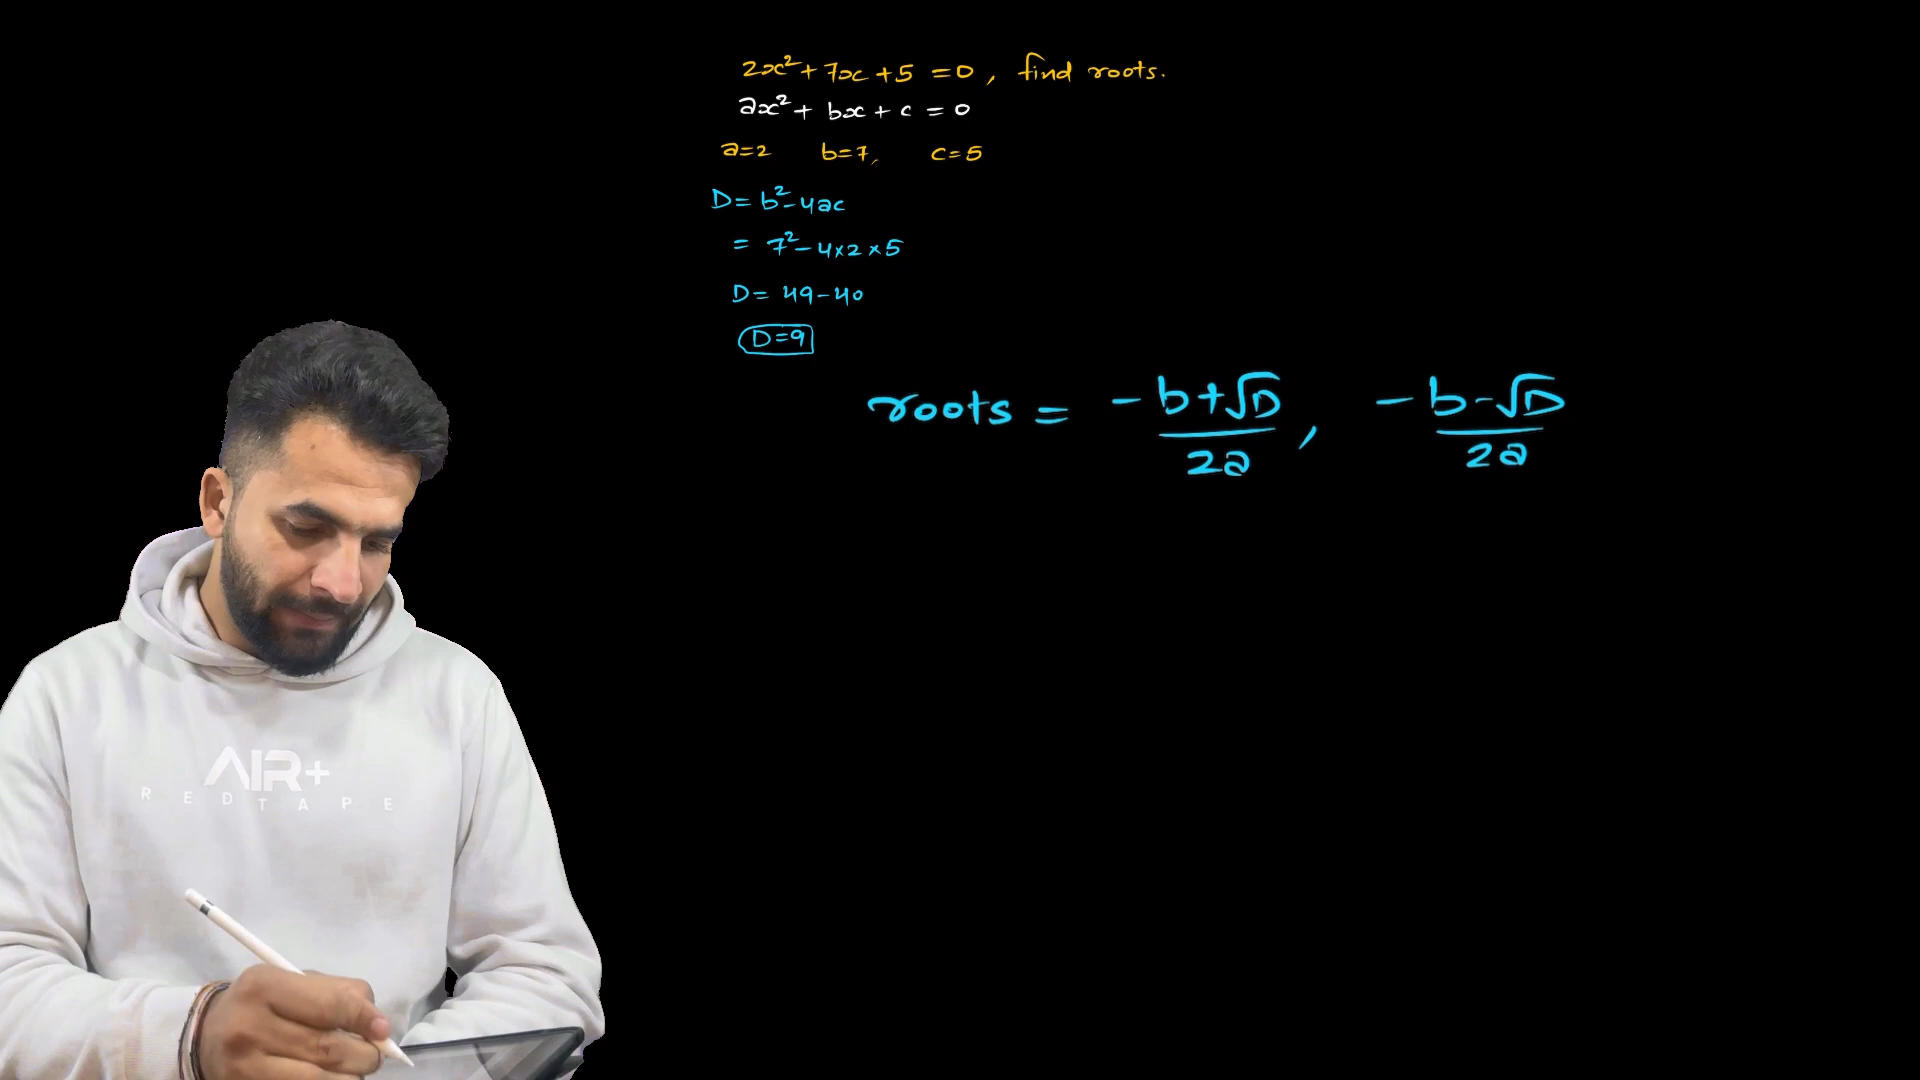 2x²+7x+5=0, find roots.
ax²+bx+c=0
a=2 b=7, c=5
D=b²-4ac
=7²-4×2×5
D=49-40
D=9
roots = -b+√D/2a, -b-√D/2a
AIR+
REDTAPE